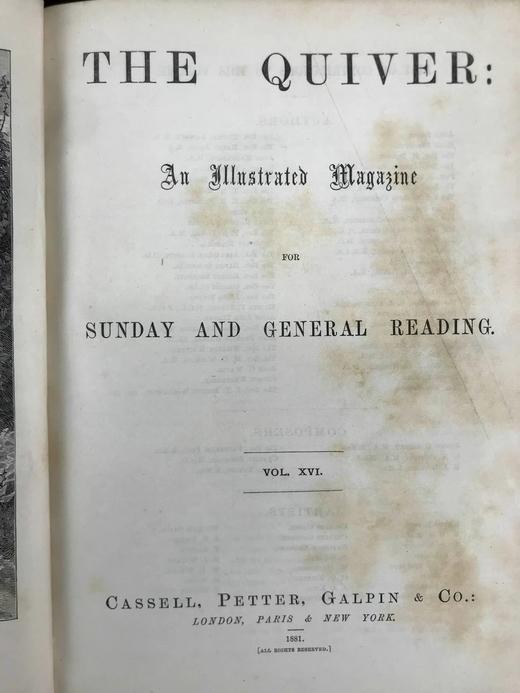 THE QUIVER:
An Illustrated Magazine
FOR
SUNDAY AND GENERAL READING.
VOL. XVI.
CASSELL, PETTER, GALPIN & CO.:
LONDON, PARIS & NEW YORK.
1881.
[ALL RIGHTS RESERVED.]